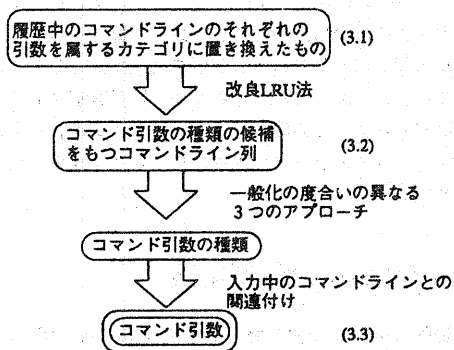 履歴中のコマンドラインのそれぞれの
引数を属するカテゴリに置き換えたもの
(3.1)
改良LRU法
コマンド引数の種類の候補
をもつコマンドライン列
(3.2)
一般化の度合いの異なる
3つのアプローチ
コマンド引数の種類
入力中のコマンドラインとの
関連付け
コマンド引数
(3.3)